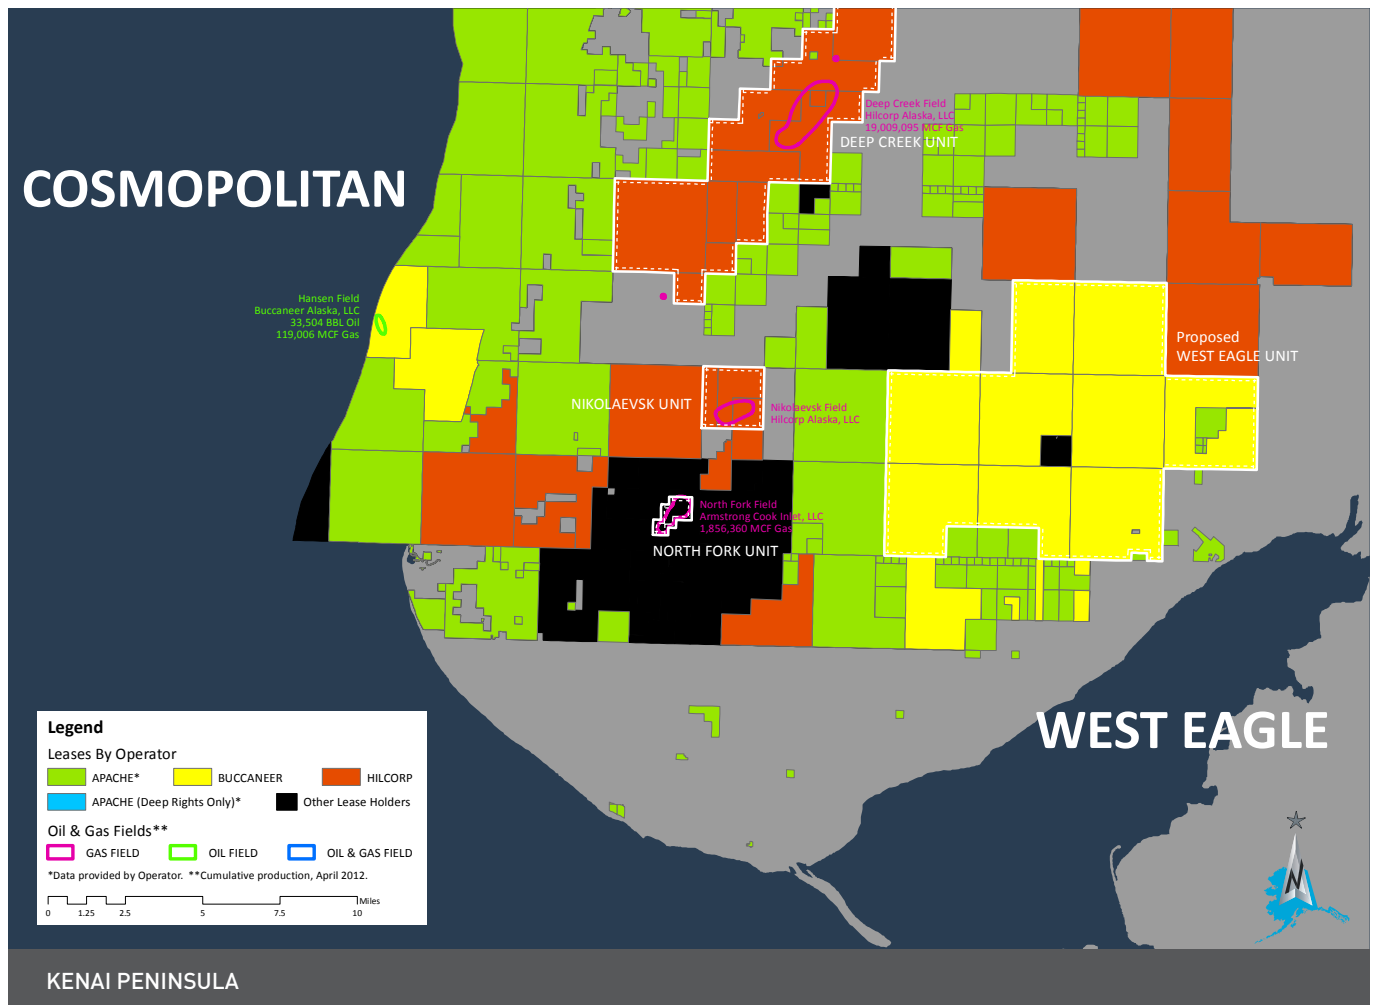 Deep Creek Field
Hilcorp Alaska, LLC
19,009,095 MCF Gas
DEEP CREEK UNIT
COSMOPOLITAN
Hansen Field
Buccaneer Alaska, LLC
33,504 BBL Oil
119,006 MCF Gas
Proposed
WEST EAGLE UNIT
NIKOLAEVSK UNIT
Nikolaevsk Field
Hilcorp Alaska, LLC
North Fork Field
Armstrong Cook Inlet, LLC
1,856,360 MCF Gas
NORTH FORK UNIT
WEST EAGLE
Legend
Leases By Operator
APACHE* BUCCANEER HILCORP
APACHE (Deep Rights Only)* Other Lease Holders
Oil & Gas Fields**
GAS FIELD OIL FIELD OIL & GAS FIELD
*Data provided by Operator. **Cumulative production, April 2012.
Miles
0 1.25 2.5 5 7.5 10
N
KENAI PENINSULA